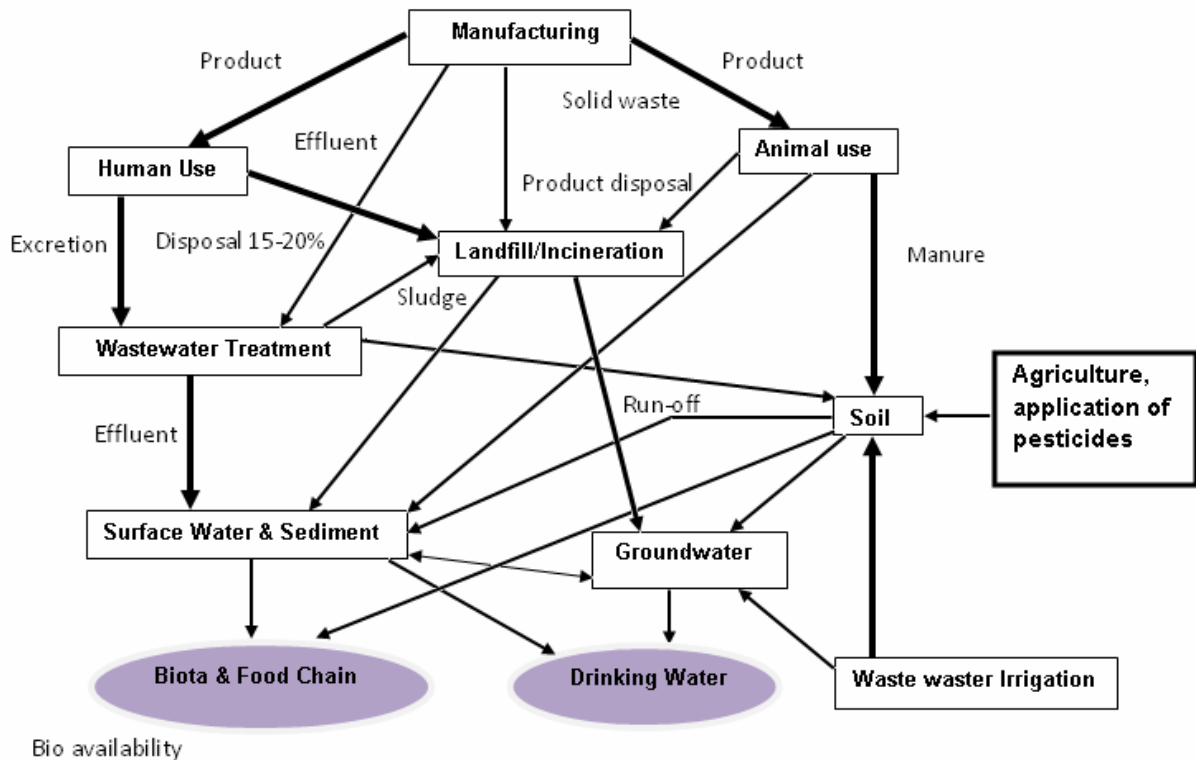 Manufacturing
Product
Product
Solid waste
Effluent
Human Use
Animal use
Product disposal
Excretion
Disposal 15-20%
Landfill/Incineration
Manure
Sludge
Wastewater Treatment
Agriculture,
application of
pesticides
Run-off
Soil
Effluent
Surface Water & Sediment
Groundwater
Biota & Food Chain
Drinking Water
Waste waster Irrigation
Bio availability